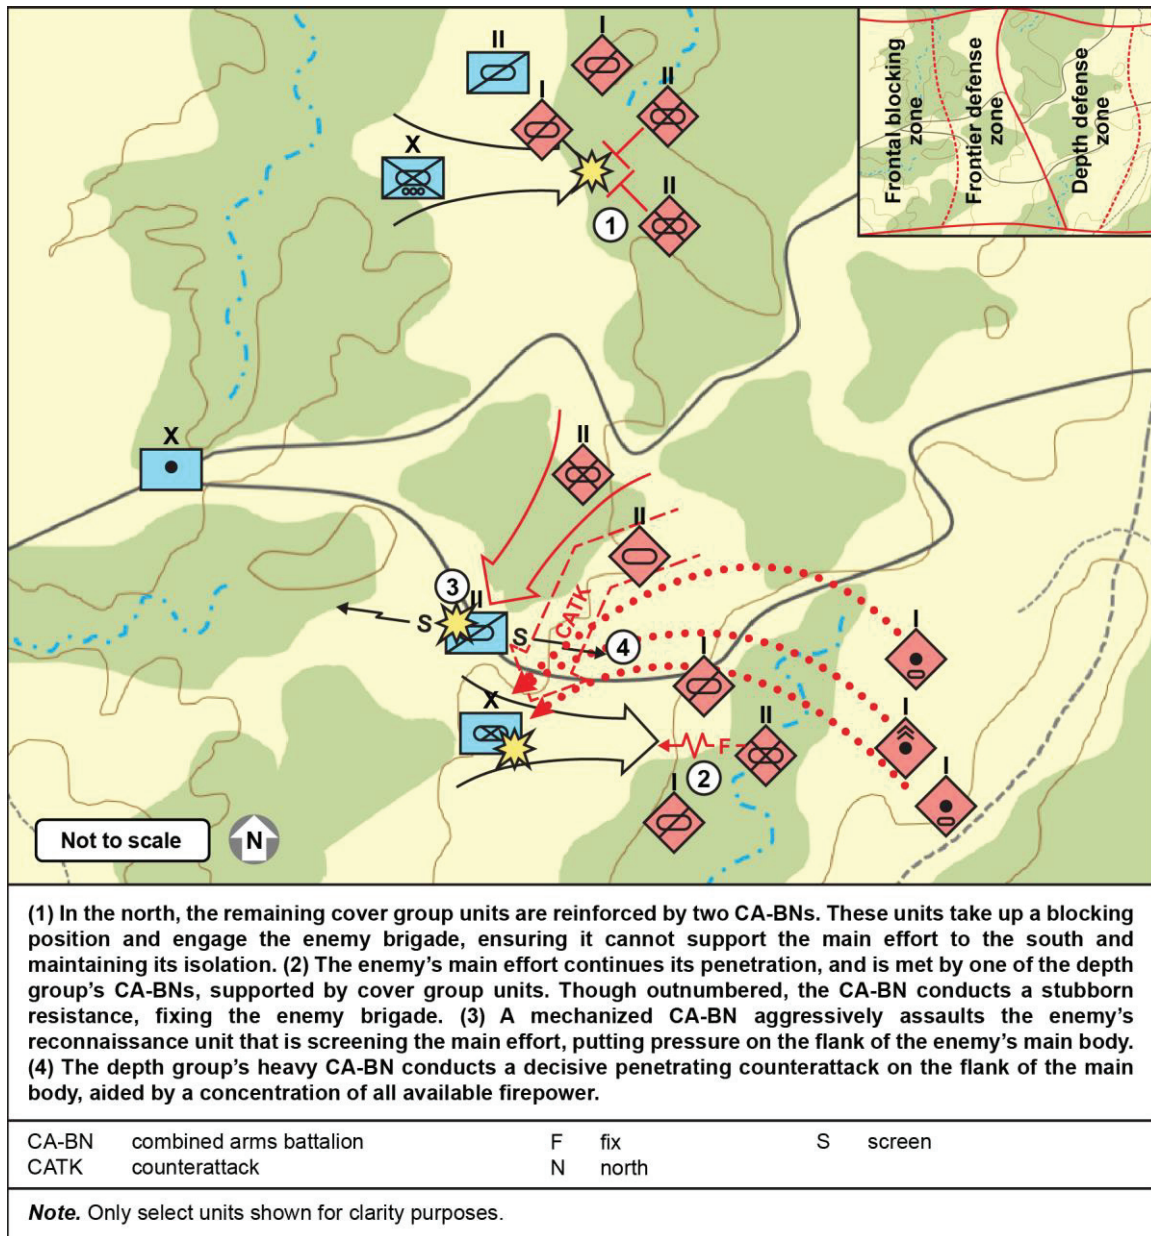 II
I
I
II
X
II
1
Frontal blocking
zone
Frontier defense
zone
Depth defense
zone
X
II
II
3
II
S
S
CATK
4
I
I
X
II
I
F
2
I
I
Not to scale
N
(1) In the north, the remaining cover group units are reinforced by two CA-BNs. These units take up a blocking
position and engage the enemy brigade, ensuring it cannot support the main effort to the south and
maintaining its isolation. (2) The enemy's main effort continues its penetration, and is met by one of the depth
group's CA-BNs, supported by cover group units. Though outnumbered, the CA-BN conducts a stubborn
resistance, fixing the enemy brigade. (3) A mechanized CA-BN aggressively assaults the enemy's
reconnaissance unit that is screening the main effort, putting pressure on the flank of the enemy's main body.
(4) The depth group's heavy CA-BN conducts a decisive penetrating counterattack on the flank of the main
body, aided by a concentration of all available firepower.
CA-BN combined arms battalion F fix S screen
CATK counterattack N north
Note. Only select units shown for clarity purposes.